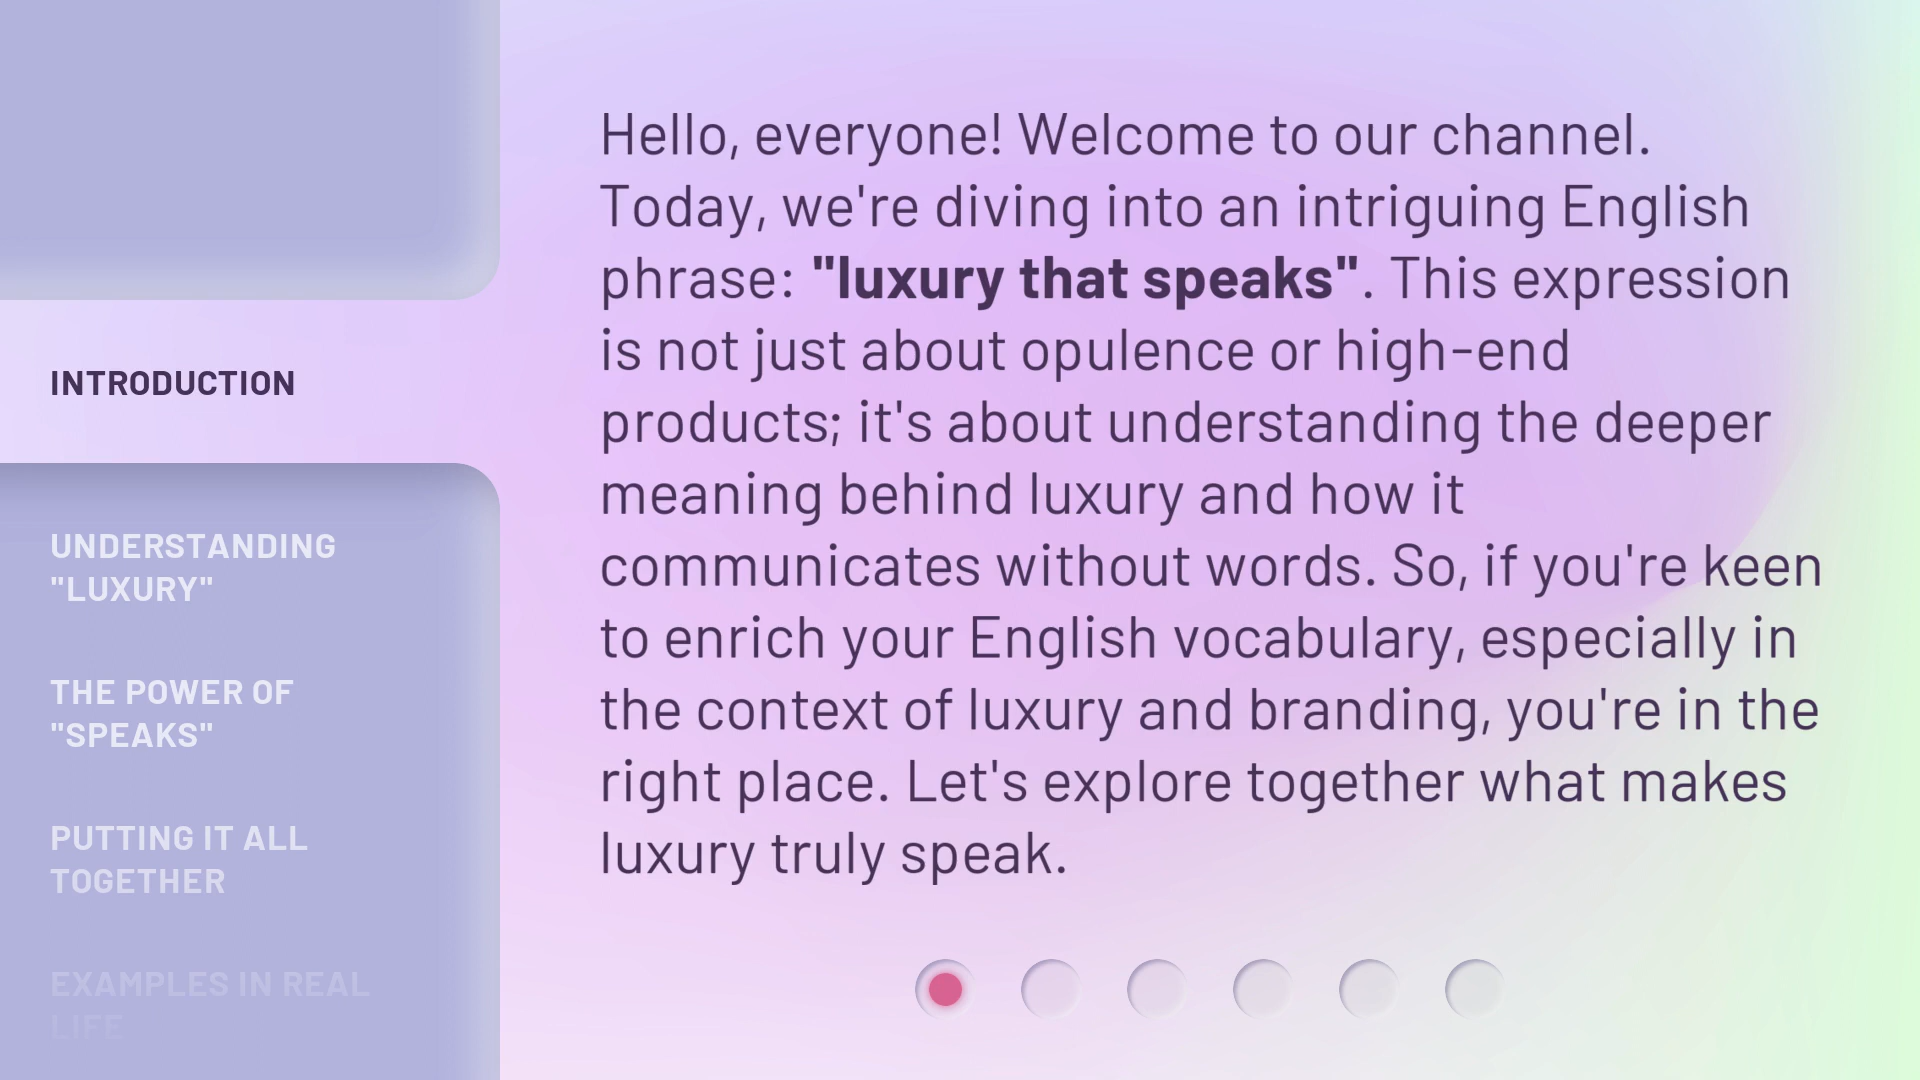 INTRODUCTION
UNDERSTANDING
"LUXURY"
THE POWER OF
"SPEAKS"
PUTTING IT ALL
TOGETHER
EXAMPLES IN REAL
LIFE
Hello, everyone! Welcome to our channel.
Today, we're diving into an intriguing English
phrase: "luxury that speaks". This expression
is not just about opulence or high-end
products; it's about understanding the deeper
meaning behind luxury and how it
communicates without words. So, if you're keen
to enrich your English vocabulary, especially in
the context of luxury and branding, you're in the
right place. Let's explore together what makes
luxury truly speak.